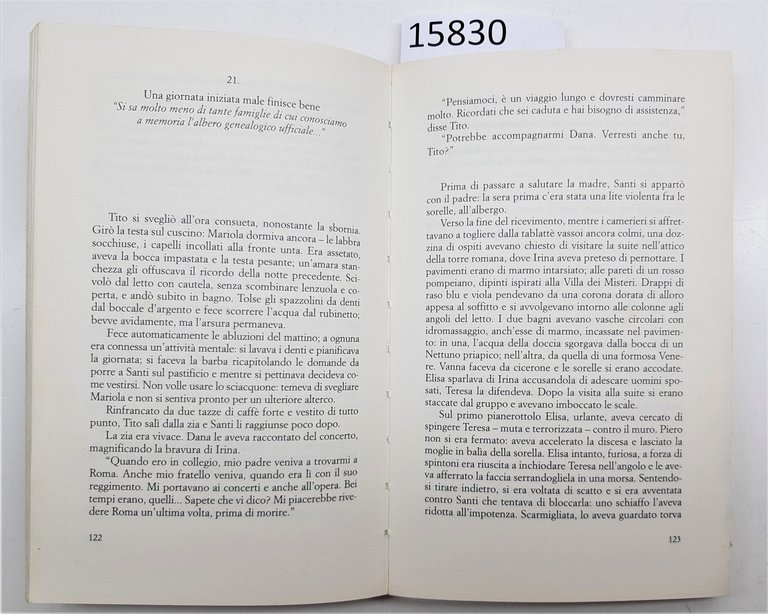 15830
21.
Una giornata iniziata male finisce bene
"Si sa molto meno di tante famiglie di cui conosciamo
a memoria l'albero genealogico ufficiale..."
Tito si svegliò all'ora consueta, nonostante la sbornia.
Girò la testa sul cuscino: Mariola dormiva ancora – le labbra
socchiuse, i capelli incollati alla fronte unta. Era assetato,
aveva la bocca impastata e la testa pesante; un'amara stan-
chezza gli offuscava il ricordo della notte precedente. Sci-
volò dal letto con cautela, senza scombinare lenzuola e co-
perta, e andò subito in bagno. Tolse gli spazzolini da denti
dal boccale d'argento e fece scorrere l'acqua dal rubinetto;
bevve avidamente, ma l'arsura permaneva.
Fece automaticamente le abluzioni del mattino; a ognuna
era connessa un'attività mentale: si lavava i denti e pianificava
la giornata; si faceva la barba ricapitolando le domande da
porre a Santi sul pastificio e mentre si pettinava decideva co-
me vestirsi. Non volle usare lo sciacquone: temeva di svegliare
Mariola e non si sentiva pronto per un ulteriore alterco.
Rinfrancato da due tazze di caffè forte e vestito di tutto
punto, Tito salì dalla zia e Santi li raggiunse poco dopo.
La zia era vivace. Dana le aveva raccontato del concerto,
magnificando la bravura di Irina.
"Quando ero in collegio, mio padre veniva a trovarmi a
Roma. Anche mio fratello veniva, quando era lì con il suo
reggimento. Mi portavano ai concerti e anche all'opera. Bei
tempi erano, quelli... Sapete che vi dico? Mi piacerebbe rive-
dere Roma un'ultima volta, prima di morire."
122
"Pensiamoci, è un viaggio lungo e dovresti camminare
molto. Ricordati che sei caduta e hai bisogno di assistenza,"
disse Tito.
"Potrebbe accompagnarmi Dana. Verresti anche tu,
Tito?"
Prima di passare a salutare la madre, Santi si appartò
con il padre: la sera prima c'era stata una lite violenta fra le
sorelle, all'albergo.
Verso la fine del ricevimento, mentre i camerieri si affret-
tavano a togliere dalla tablattè vassoi ancora colmi, una doz-
zina di ospiti avevano chiesto di visitare la suite nell'attico
della torre romana, dove Irina aveva preteso di pernottare. I
pavimenti erano di marmo intarsiato; alle pareti di un rosso
pompeiano, dipinti ispirati alla Villa dei Misteri. Drappi di
raso blu e viola pendevano da una corona dorata di alloro
appesa al soffitto e si avvolgevano intorno alle colonne agli
angoli del letto. I due bagni avevano vasche circolari con
idromassaggio, anch'esse di marmo, incassate nel pavimen-
to: in una, l'acqua della doccia sgorgava dalla bocca di un
Nettuno priapico; nell'altra, da quella di una formosa Vene-
re. Vanna faceva da cicerone e le sorelle si erano accodate.
Elisa sparlava di Irina accusandola di adescare uomini spo-
sati, Teresa la difendeva. Dopo la visita alla suite si erano
staccate dal gruppo e avevano imboccato le scale.
Sul primo pianerottolo Elisa, urlante, aveva cercato di
spingere Teresa – muta e terrorizzata – contro il muro. Piero
non si era fermato: aveva accelerato la discesa e lasciato la
moglie in balìa della sorella. Elisa intanto, furiosa, a forza di
spintoni era riuscita a inchiodare Teresa nell'angolo e le ave-
va afferrato la faccia serrandogliela in una morsa. Sentendo-
si tirare indietro, si era voltata di scatto e si era avventata
contro Santi che tentava di bloccarla: uno schiaffo l'aveva
ridotta all'impotenza. Scarmigliata, lo aveva guardato torva
123